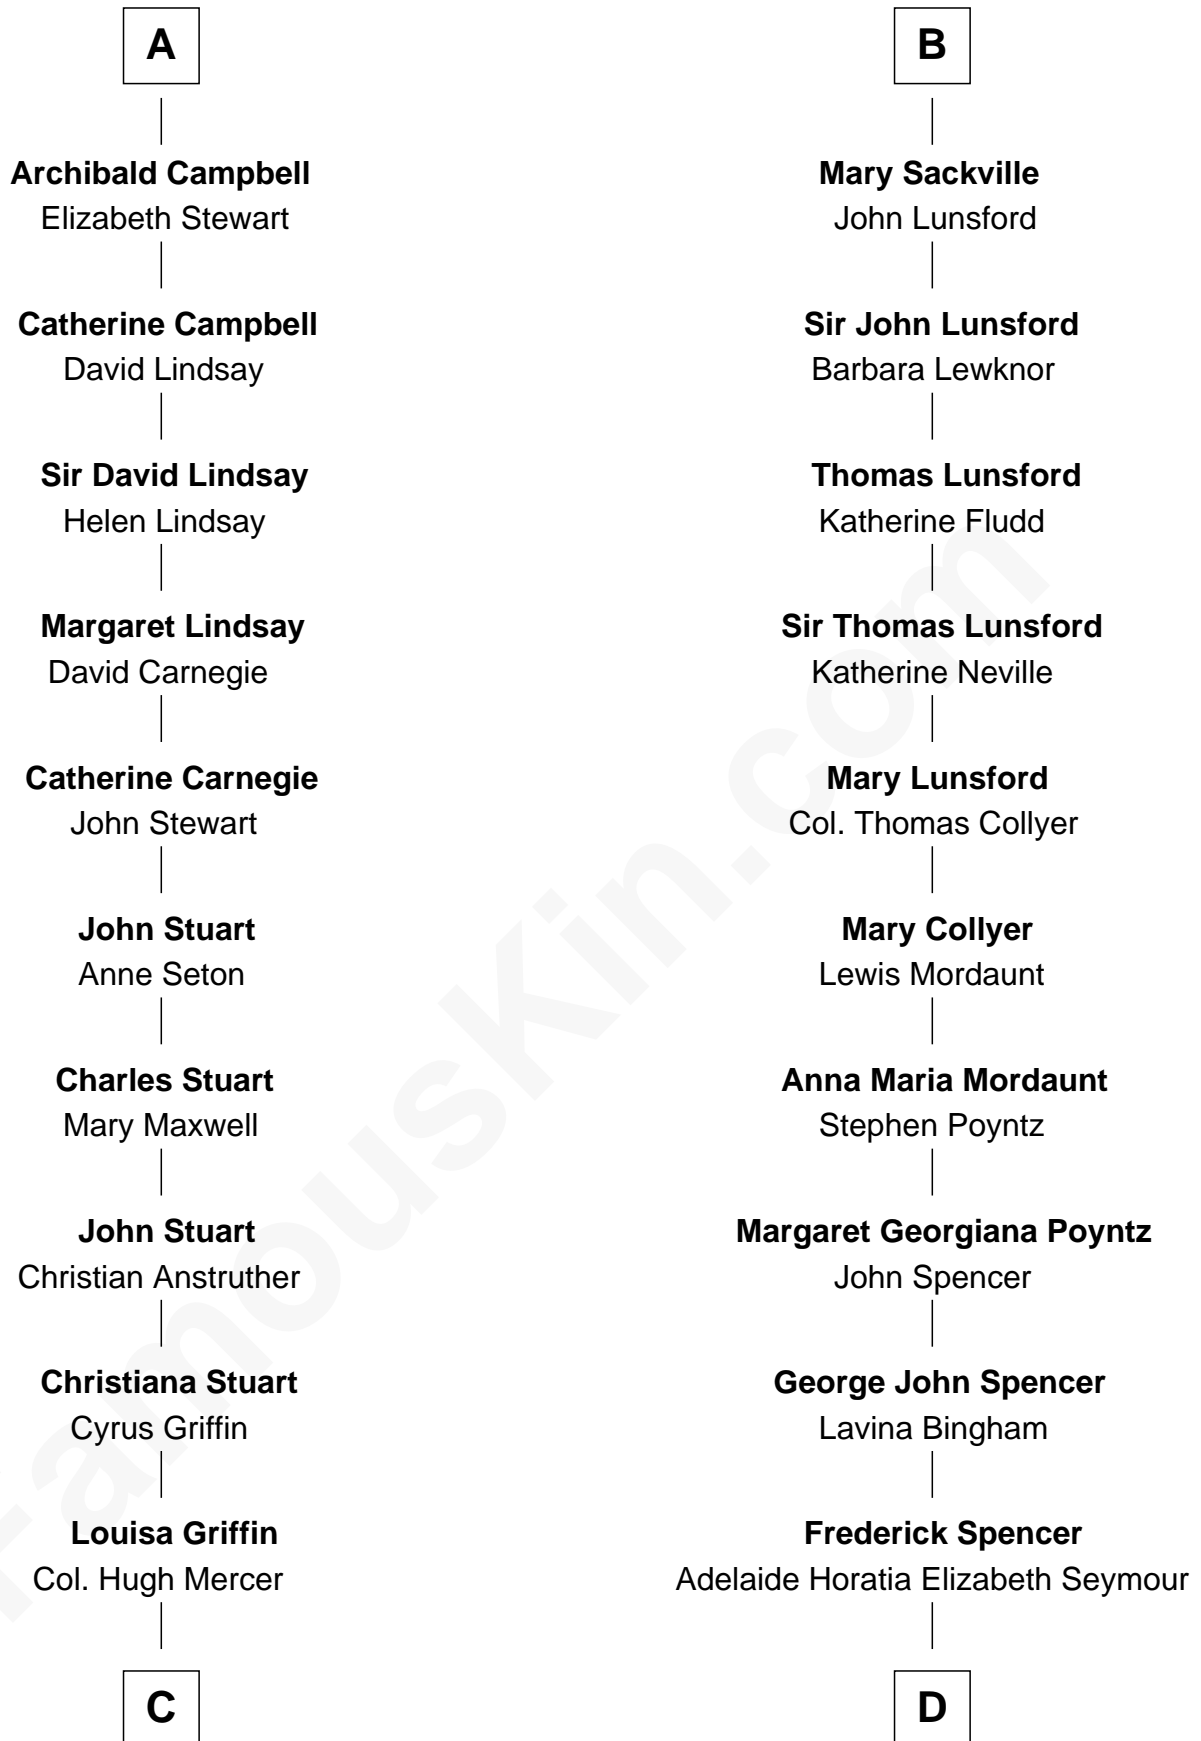 A
Archibald Campbell
Elizabeth Stewart
Catherine Campbell
David Lindsay
Sir David Lindsay
Helen Lindsay
Margaret Lindsay
David Carnegie
Catherine Carnegie
John Stewart
John Stuart
Anne Seton
Charles Stuart
Mary Maxwell
John Stuart
Christian Anstruther
Christiana Stuart
Cyrus Griffin
Louisa Griffin
Col. Hugh Mercer
C
B
Mary Sackville
John Lunsford
Sir John Lunsford
Barbara Lewknor
Thomas Lunsford
Katherine Fludd
Sir Thomas Lunsford
Katherine Neville
Mary Lunsford
Col. Thomas Collyer
Mary Collyer
Lewis Mordaunt
Anna Maria Mordaunt
Stephen Poyntz
Margaret Georgiana Poyntz
John Spencer
George John Spencer
Lavina Bingham
Frederick Spencer
Adelaide Horatia Elizabeth Seymour
D
FamousKin.com